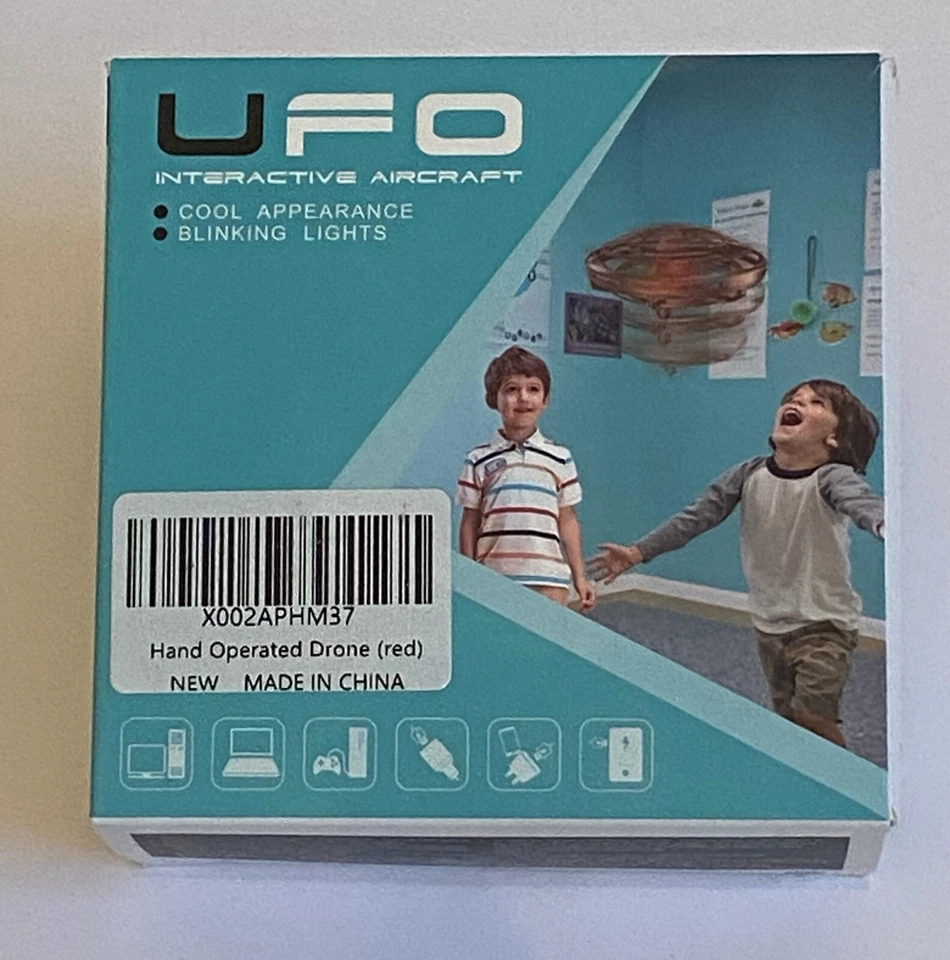 UFO
INTERACTIVE AIRCRAFT
● COOL APPEARANCE
● BLINKING LIGHTS
X002APHM37
Hand Operated Drone (red)
NEW MADE IN CHINA